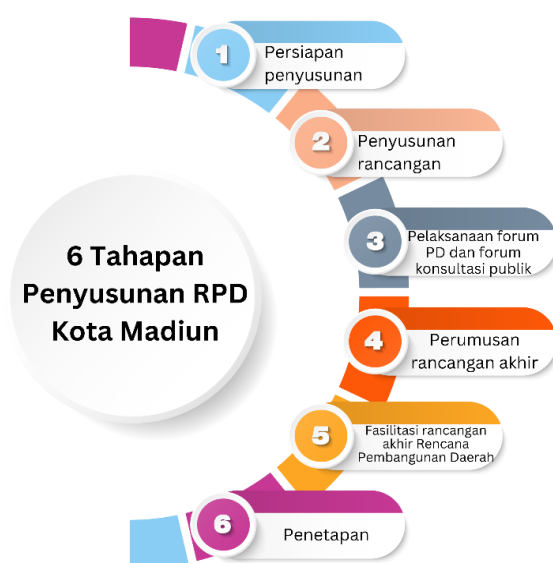 6 Tahapan
Penyusunan RPD
Kota Madiun
1
Persiapan
penyusunan
2
Penyusunan
rancangan
3
Pelaksanaan forum
PD dan forum
konsultasi publik
4
Perumusan
rancangan akhir
5
Fasilitasi rancangan
akhir Rencana
Pembangunan Daerah
6
Penetapan